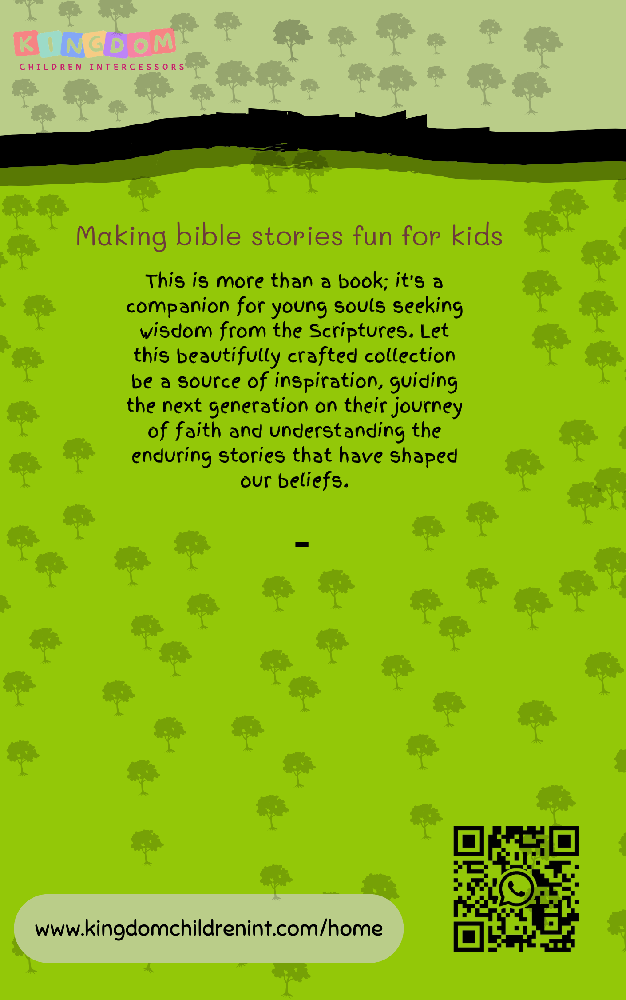 KINGDOM
CHILDREN INTERCESSORS
Making bible stories fun for kids
This is more than a book; it's a
companion for young souls seeking
wisdom from the Scriptures. Let
this beautifully crafted collection
be a source of inspiration, guiding
the next generation on their journey
of faith and understanding the
enduring stories that have shaped
our beliefs.
-
www.kingdomchildrenint.com/home